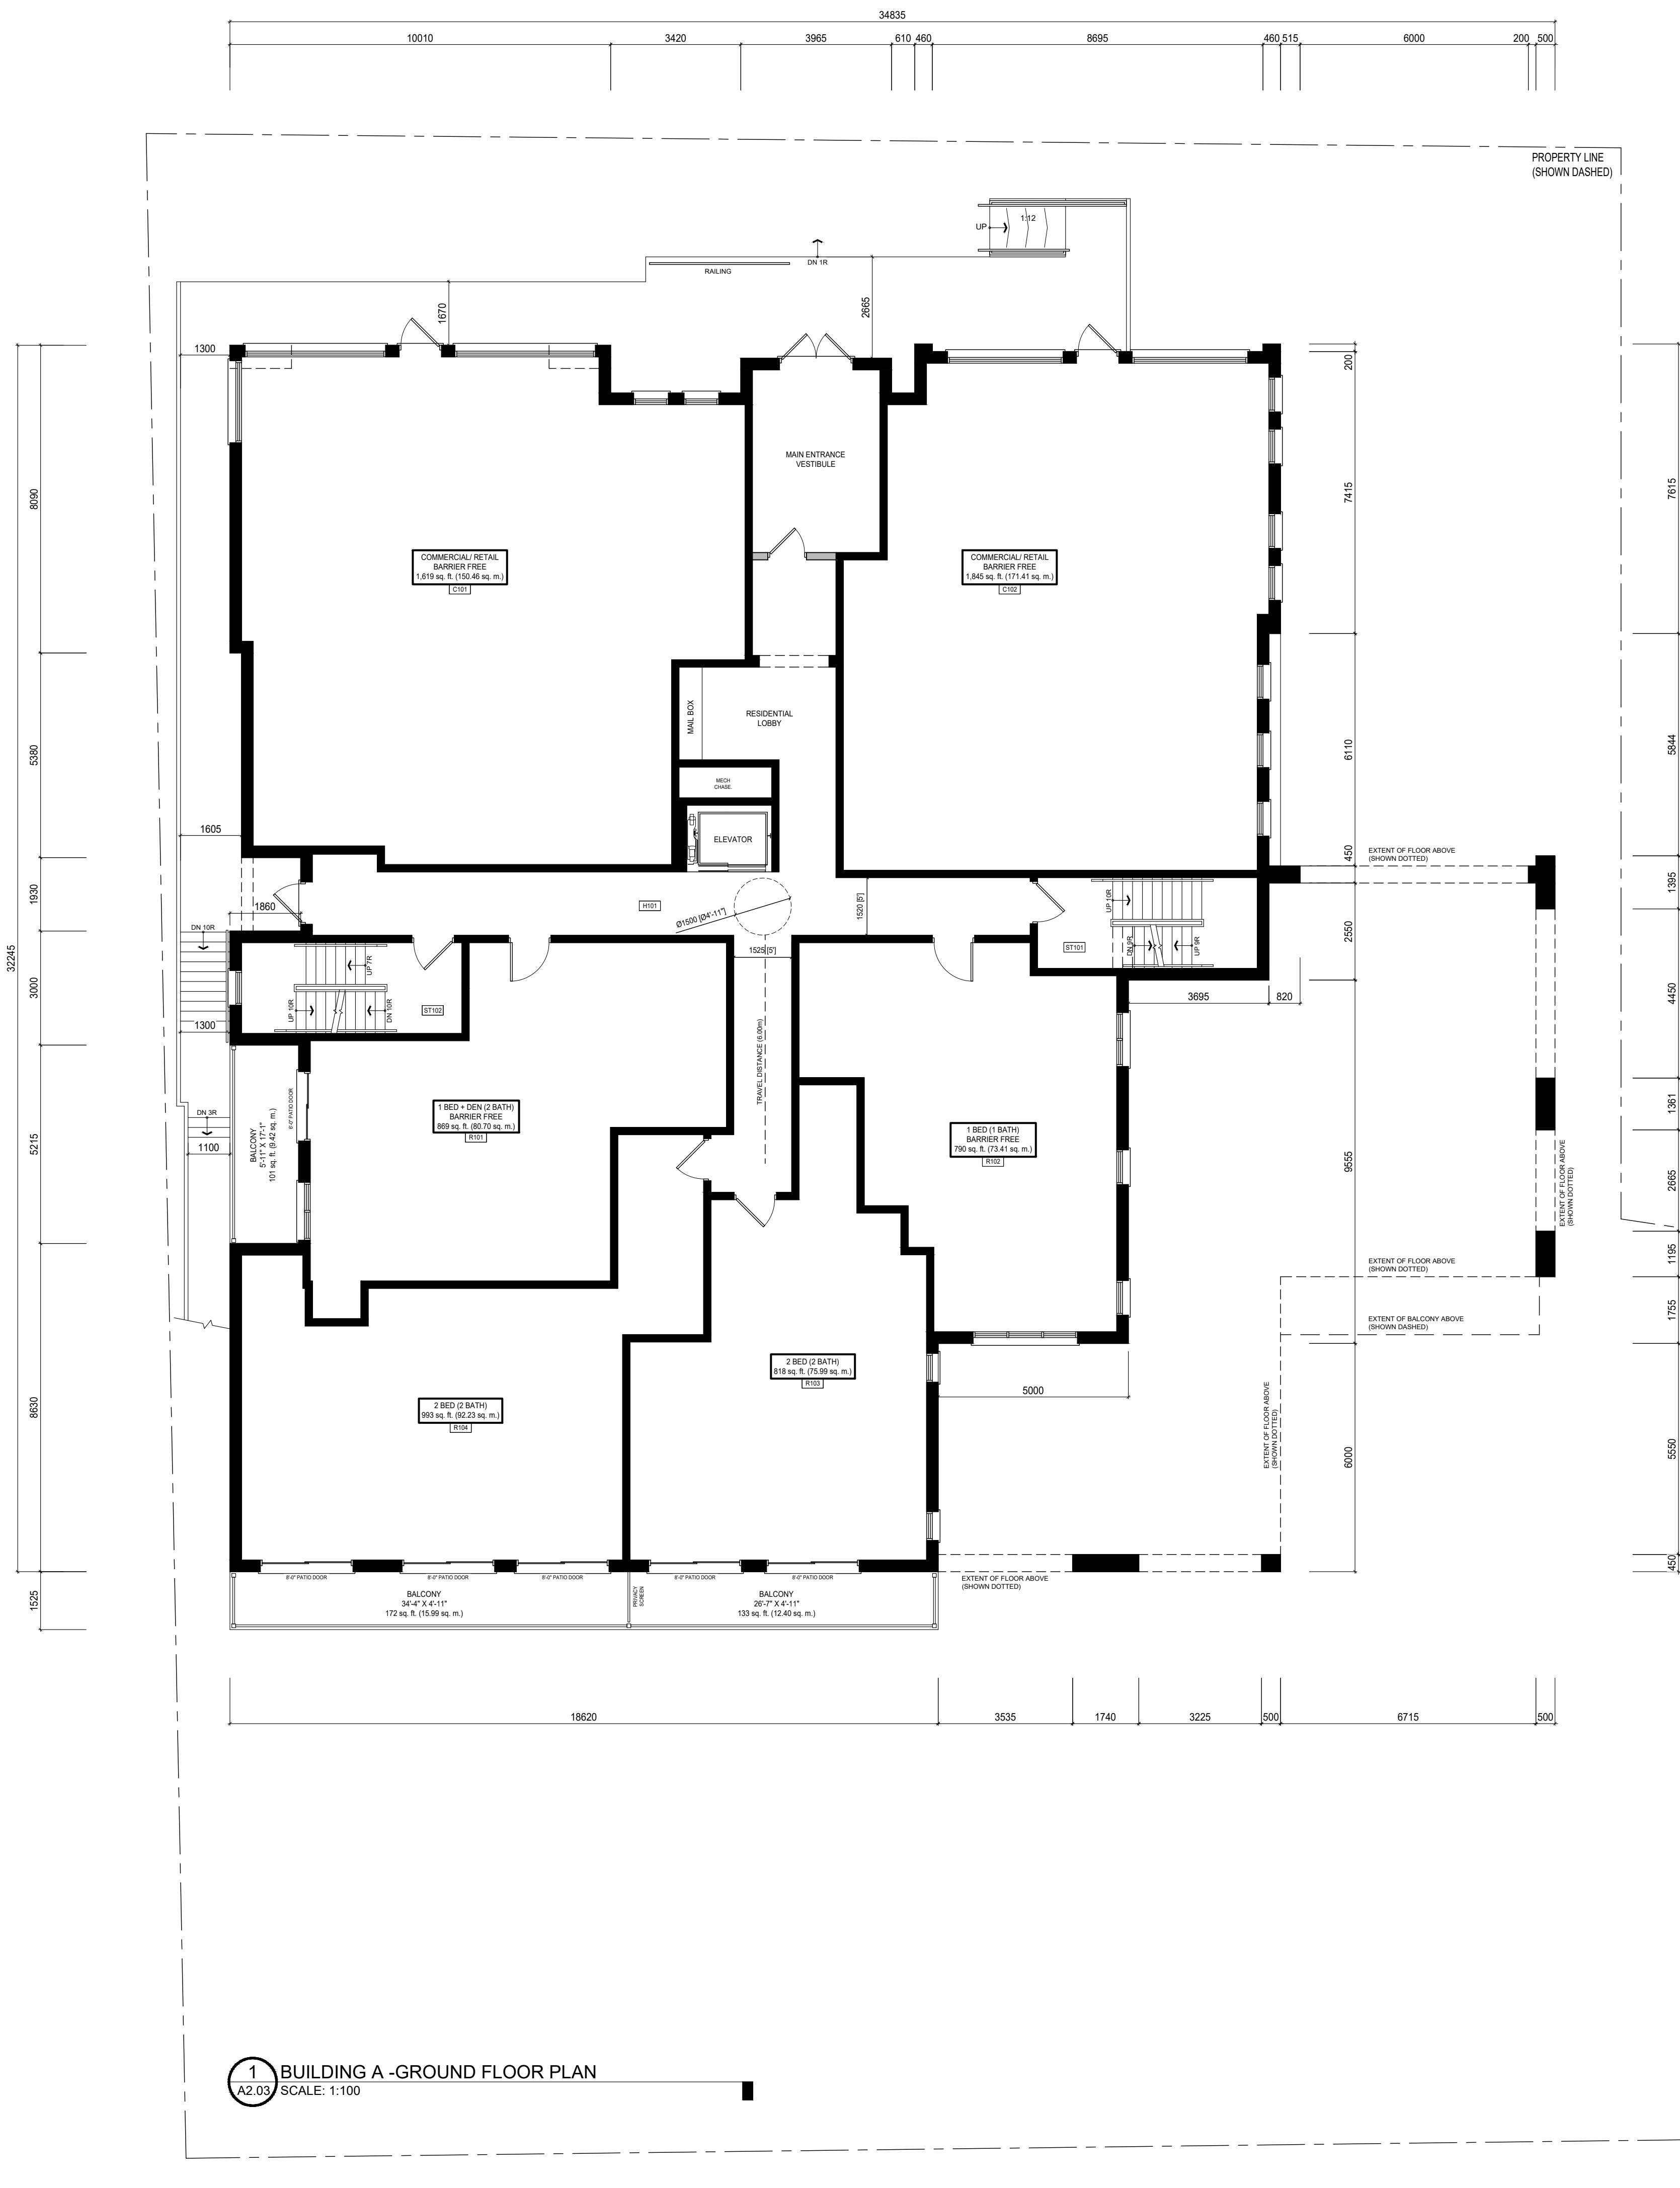 34835
10010 3420 3965 610 460 8695 460 515 6000 200 500
PROPERTY LINE
(SHOWN DASHED)
UP
1:12
DN 1R
RAILING
1670
2665
1300
200
MAIN ENTRANCE
VESTIBULE
8090
7415
7615
COMMERCIAL/ RETAIL
BARRIER FREE
1,619 sq. ft. (150.46 sq. m.)
C101
COMMERCIAL/ RETAIL
BARRIER FREE
1,845 sq. ft. (171.41 sq. m.)
C102
MAIL BOX
RESIDENTIAL
LOBBY
5380
6110
5844
MECH
CHASE.
ELEVATOR
1605
450
EXTENT OF FLOOR ABOVE
(SHOWN DOTTED)
1930
1395
1860
H101
Ø1500 [Ø4'-11"]
1520 [5']
UP 10R
DN 10R
1525 [5']
ST101
DN 9R
UP 9R
2550
32245
3000
UP 7R
UP 10R
DN 10R
ST102
1300
3695
820
4450
TRAVEL DISTANCE (6.00m)
DN 3R
1100
BALCONY
5'-11" X 17'-1"
101 sq. ft. (9.42 sq. m.)
6'-0" PATIO DOOR
1 BED + DEN (2 BATH)
BARRIER FREE
869 sq. ft. (80.70 sq. m.)
R101
1 BED (1 BATH)
BARRIER FREE
790 sq. ft. (73.41 sq. m.)
R102
5215
9555
1361
2665
EXTENT OF FLOOR ABOVE
(SHOWN DOTTED)
1195
EXTENT OF FLOOR ABOVE
(SHOWN DOTTED)
1755
EXTENT OF BALCONY ABOVE
(SHOWN DASHED)
2 BED (2 BATH)
818 sq. ft. (75.99 sq. m.)
R103
5000
2 BED (2 BATH)
993 sq. ft. (92.23 sq. m.)
R104
8630
EXTENT OF FLOOR ABOVE
(SHOWN DOTTED)
6000
5550
450
8'-0" PATIO DOOR
8'-0" PATIO DOOR
8'-0" PATIO DOOR
8'-0" PATIO DOOR
8'-0" PATIO DOOR
EXTENT OF FLOOR ABOVE
(SHOWN DOTTED)
1525
BALCONY
34'-4" X 4'-11"
172 sq. ft. (15.99 sq. m.)
PRIVACY
SCREEN
BALCONY
26'-7" X 4'-11"
133 sq. ft. (12.40 sq. m.)
18620 3535 1740 3225 500 6715 500
1
A2.03
BUILDING A -GROUND FLOOR PLAN
SCALE: 1:100